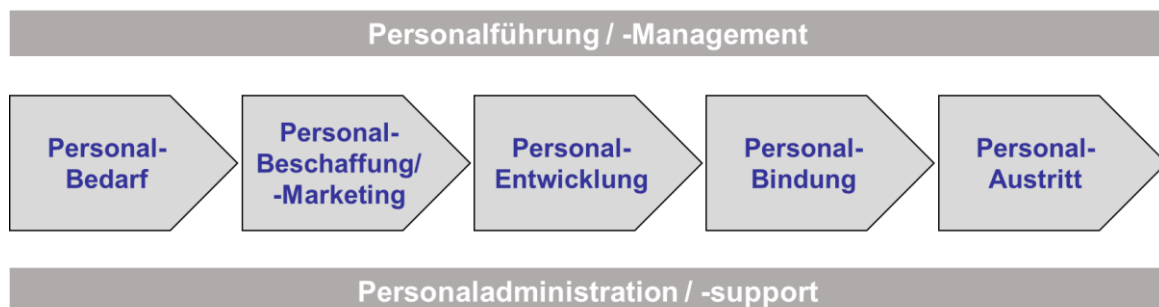 Personalführung / -Management
Personal-
Bedarf
Personal-
Beschaffung/
-Marketing
Personal-
Entwicklung
Personal-
Bindung
Personal-
Austritt
Personaladministration / -support